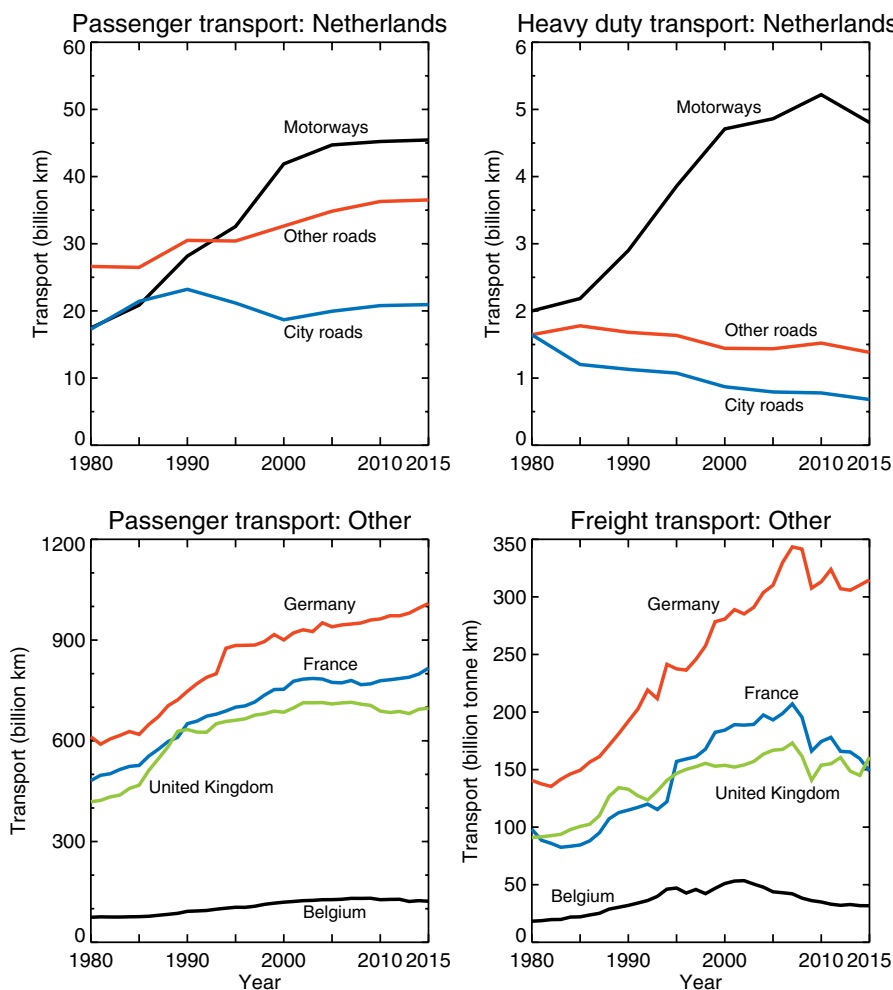 Passenger transport: Netherlands
60
50
40
30
20
10
0
Transport (billion km)
Motorways
Other roads
City roads
1980 1990 2000 2010 2015
Heavy duty transport: Netherlands
6
5
4
3
2
1
0
Transport (billion km)
Motorways
Other roads
City roads
1980 1990 2000 2010 2015
Passenger transport: Other
1200
900
600
300
0
Transport (billion km)
Germany
France
United Kingdom
Belgium
1980 1990 2000 2010 2015
Year
Freight transport: Other
350
300
250
200
150
100
50
0
Transport (billion tonne km)
Germany
France
United Kingdom
Belgium
1980 1990 2000 2010 2015
Year